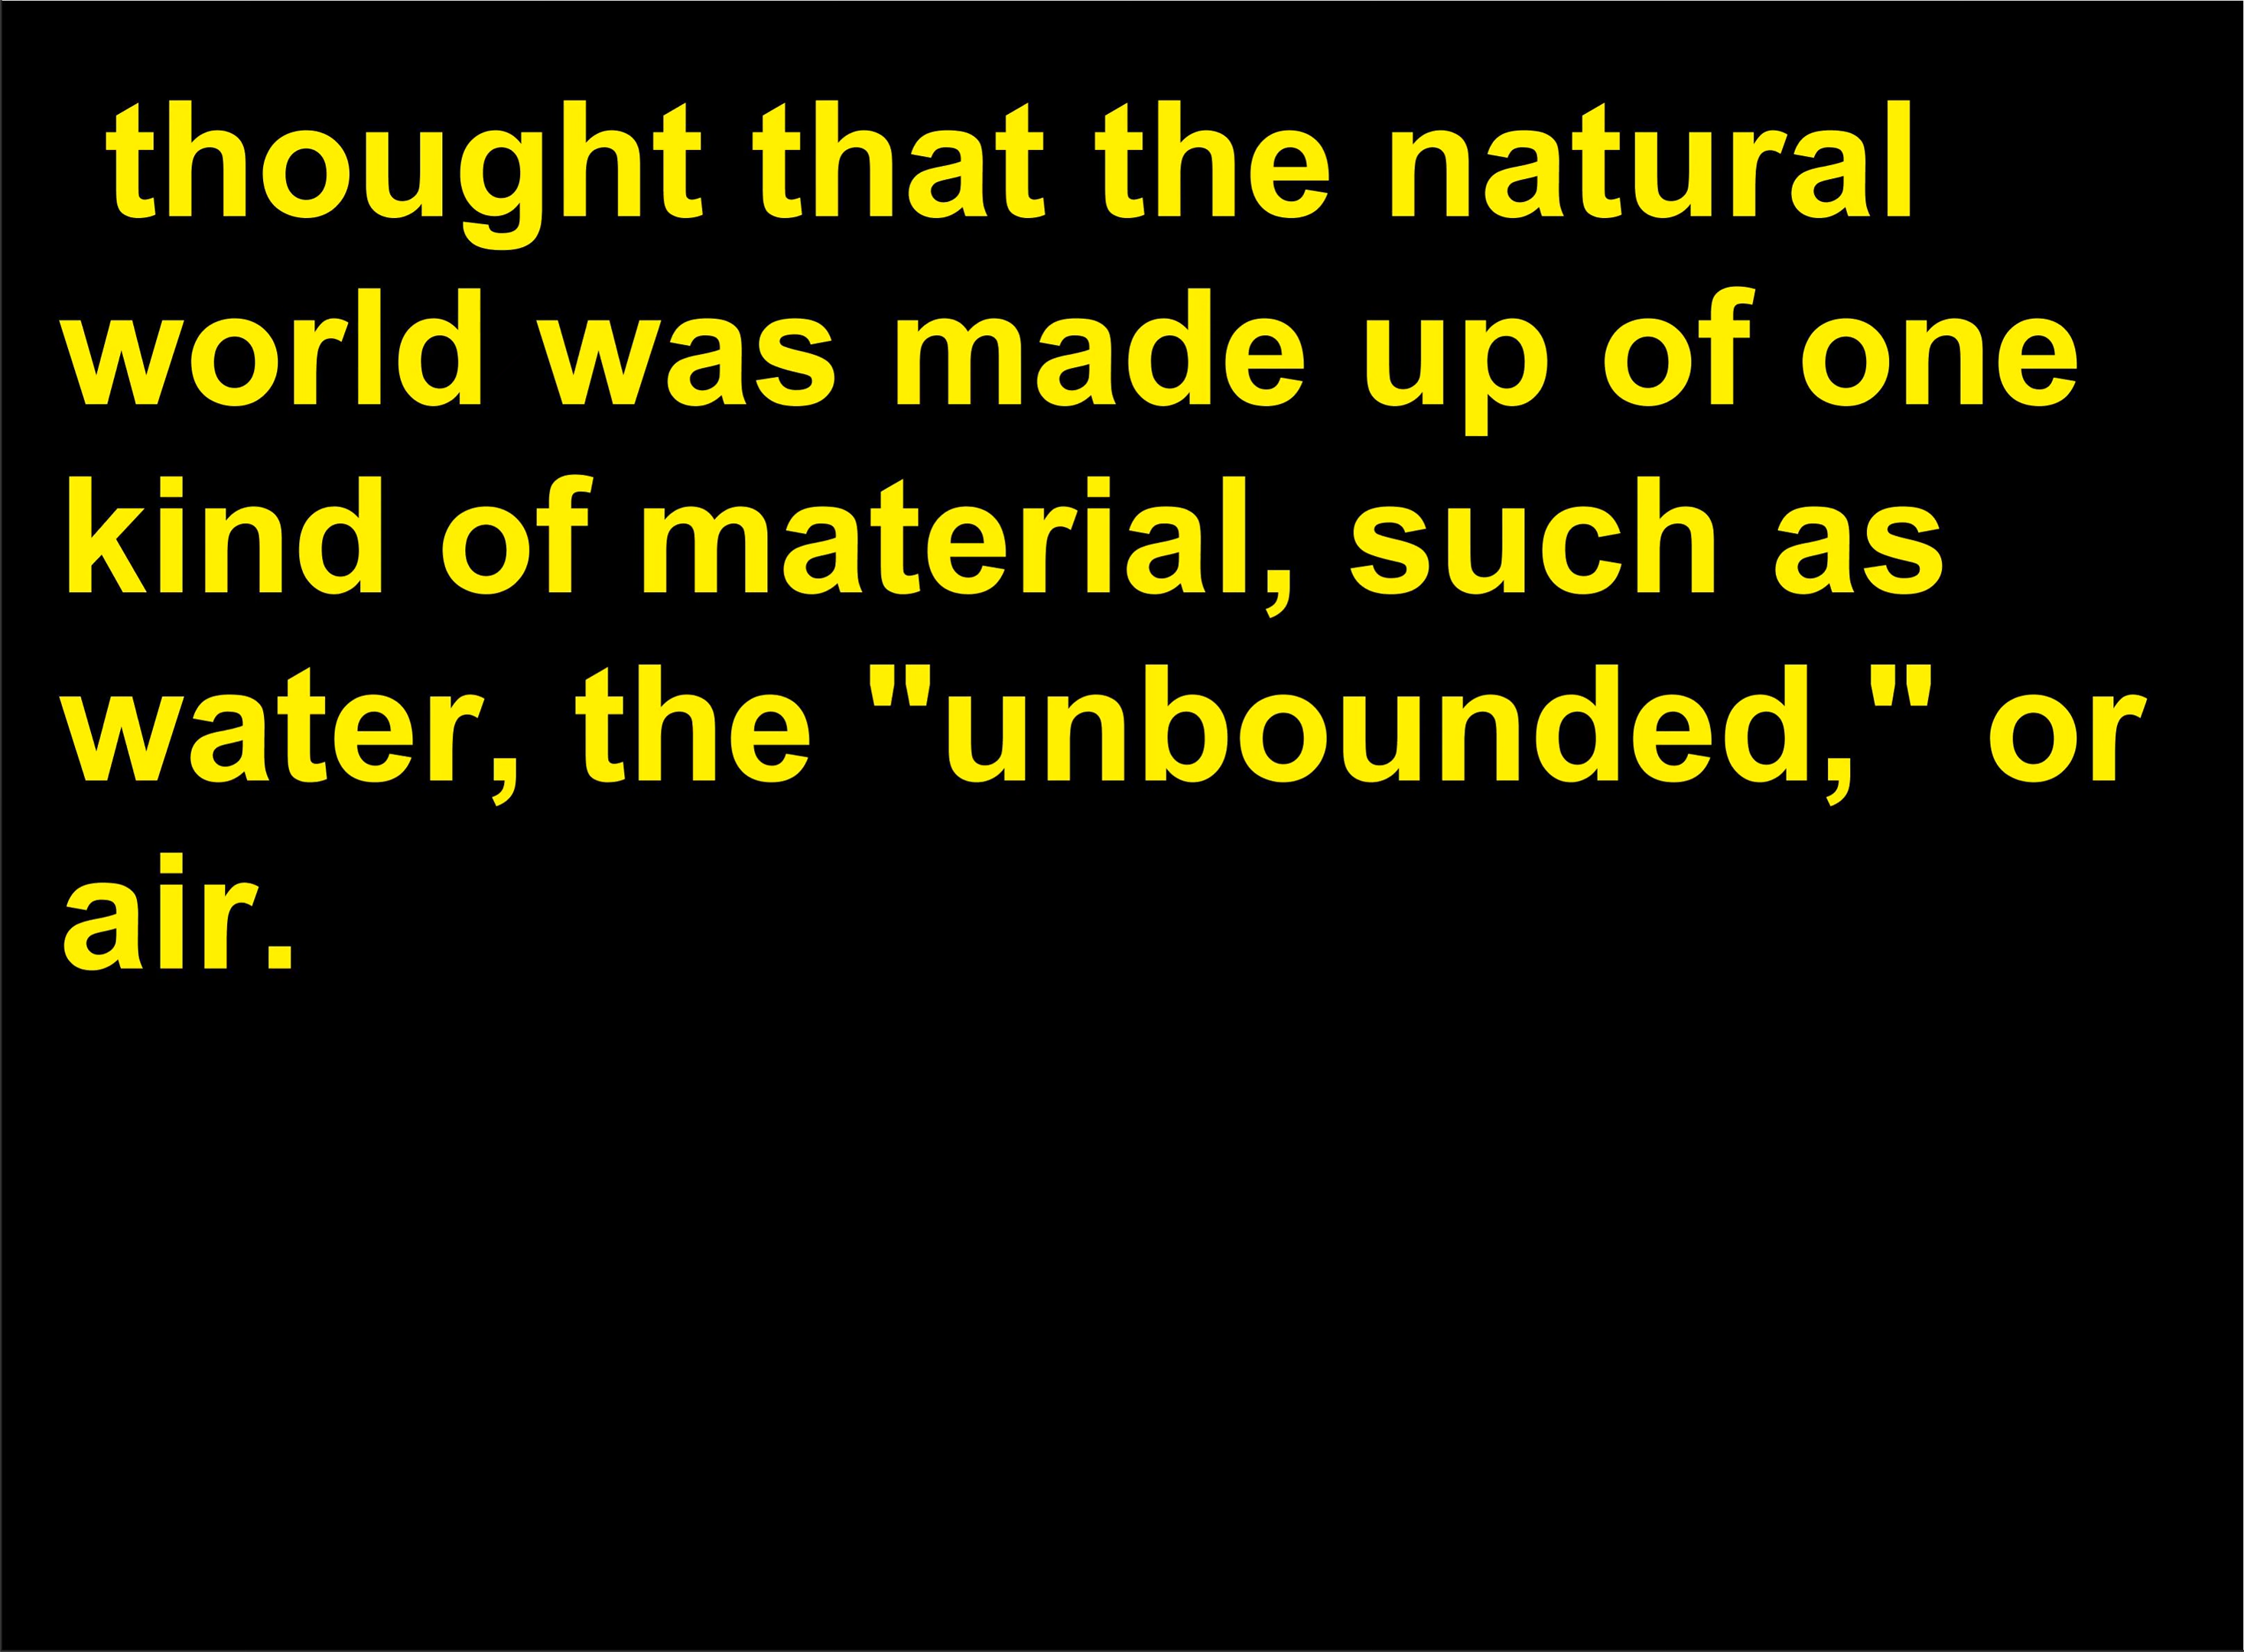 thought that the natural
world was made up of one
kind of material, such as
water, the "unbounded," or
air.